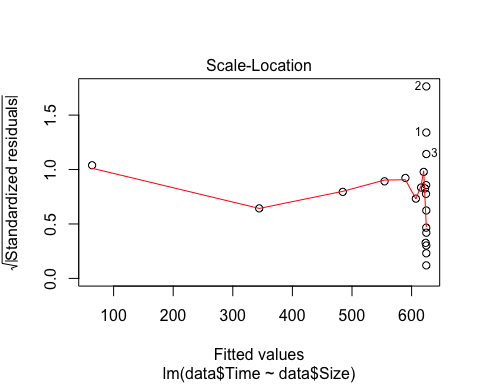 Scale-Location
√|Standardized residuals|
1.5
1.0
0.5
0.0
2
1
3
100 200 300 400 500 600
Fitted values
lm(data$Time ~ data$Size)